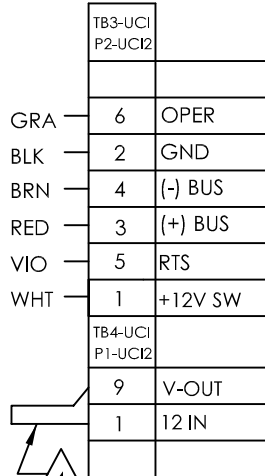 TB3-UCI
P2-UCI2
GRA 6 OPER
BLK 2 GND
BRN 4 (-) BUS
RED 3 (+) BUS
VIO 5 RTS
WHT 1 +12V SW
TB4-UCI
P1-UCI2
9 V-OUT
1 12 IN